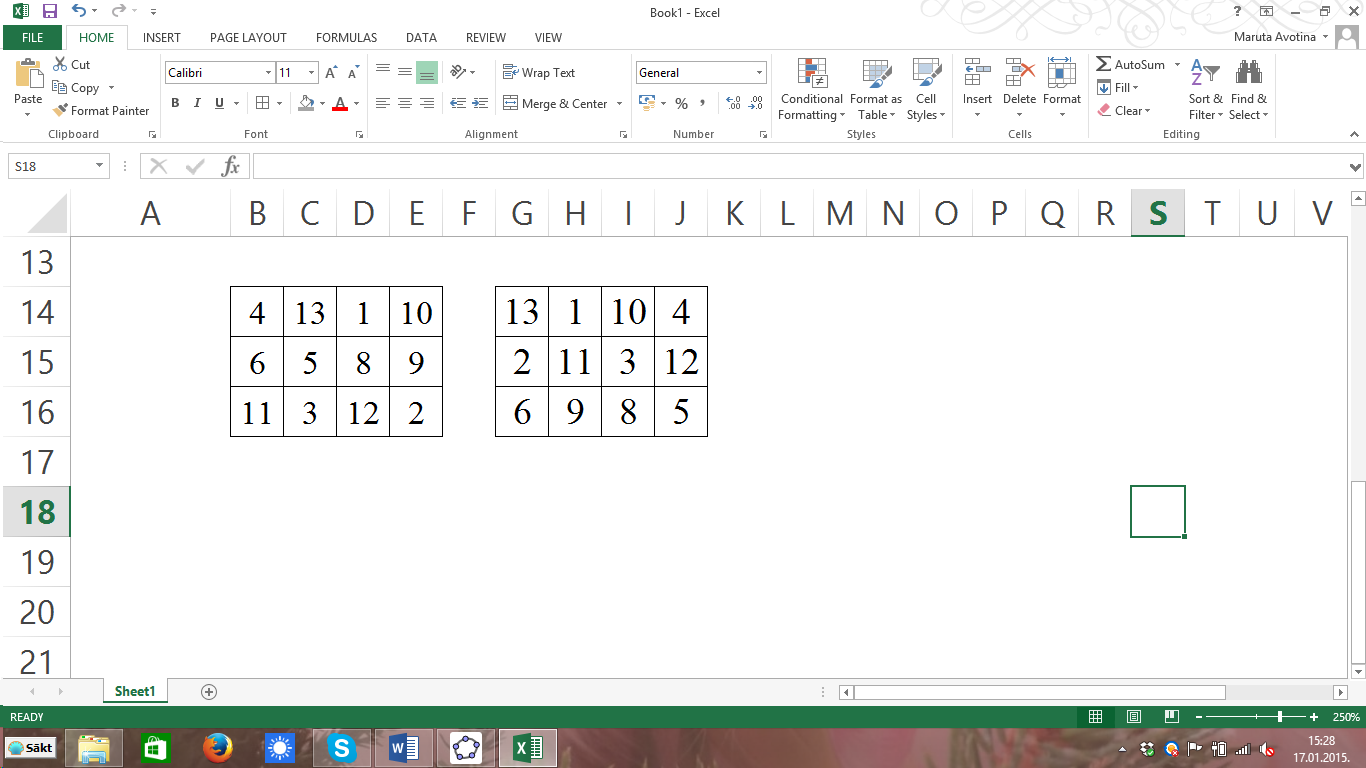 Book1 - Excel
FILE HOME INSERT PAGE LAYOUT FORMULAS DATA REVIEW VIEW Maruta Avotina
Paste
Cut
Copy
Format Painter
Clipboard
Calibri 11
B I U
Font
Wrap Text
Merge & Center
Alignment
General
%
Number
Conditional Formatting
Format as Table
Cell Styles
Styles
Insert Delete Format
Cells
AutoSum
Fill
Clear
Sort & Filter
Find & Select
Editing
S18 fx
A B C D E F G H I J K L M N O P Q R S T U V
13
14 4 13 1 10 13 1 10 4
15 6 5 8 9 2 11 3 12
16 11 3 12 2 6 9 8 5
17
18
19
20
21
Sheet1
READY 250%
Sākt 15:28
17.01.2015.